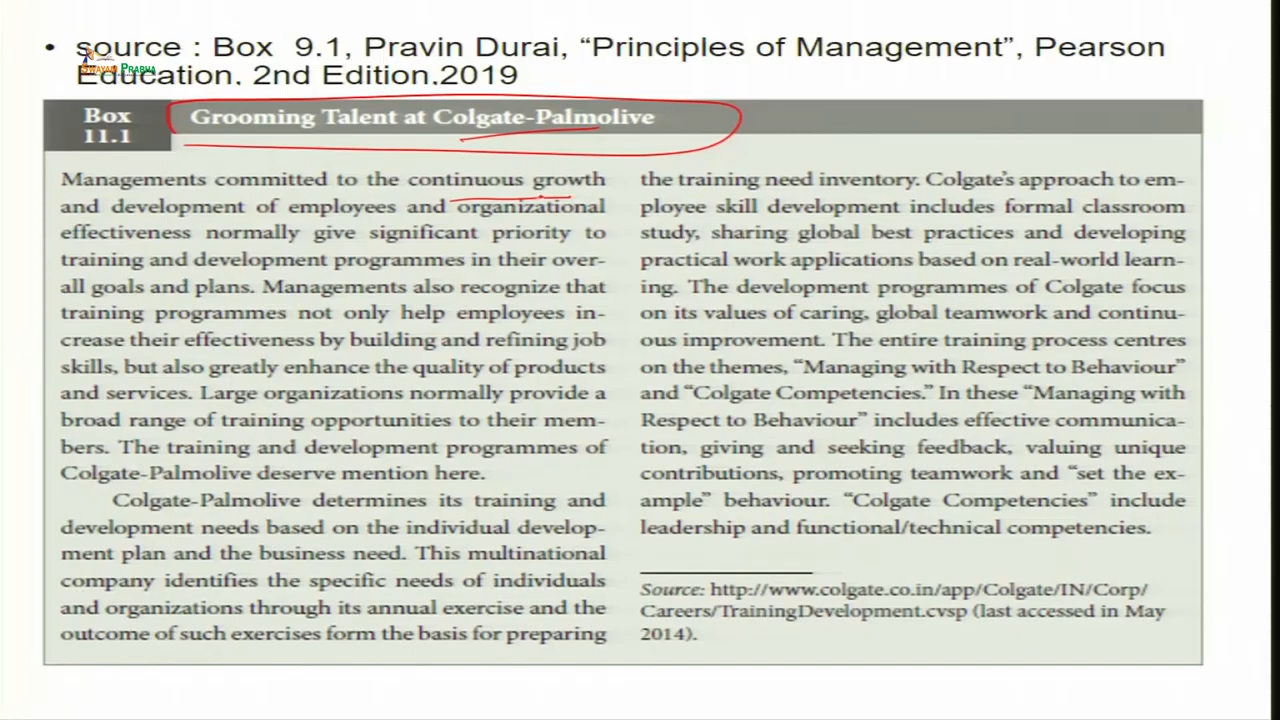 • source : Box 9.1, Pravin Durai, “Principles of Management”, Pearson
Education, 2nd Edition,2019
SWAYAM PRABHA
Box
11.1
Grooming Talent at Colgate-Palmolive
Managements committed to the continuous growth
and development of employees and organizational
effectiveness normally give significant priority to
training and development programmes in their over-
all goals and plans. Managements also recognize that
training programmes not only help employees in-
crease their effectiveness by building and refining job
skills, but also greatly enhance the quality of products
and services. Large organizations normally provide a
broad range of training opportunities to their mem-
bers. The training and development programmes of
Colgate-Palmolive deserve mention here.
Colgate-Palmolive determines its training and
development needs based on the individual develop-
ment plan and the business need. This multinational
company identifies the specific needs of individuals
and organizations through its annual exercise and the
outcome of such exercises form the basis for preparing
the training need inventory. Colgate’s approach to em-
ployee skill development includes formal classroom
study, sharing global best practices and developing
practical work applications based on real-world learn-
ing. The development programmes of Colgate focus
on its values of caring, global teamwork and continu-
ous improvement. The entire training process centres
on the themes, “Managing with Respect to Behaviour”
and “Colgate Competencies.” In these “Managing with
Respect to Behaviour” includes effective communica-
tion, giving and seeking feedback, valuing unique
contributions, promoting teamwork and “set the ex-
ample” behaviour. “Colgate Competencies” include
leadership and functional/technical competencies.
Source: http://www.colgate.co.in/app/Colgate/IN/Corp/
Careers/TrainingDevelopment.cvsp (last accessed in May
2014).